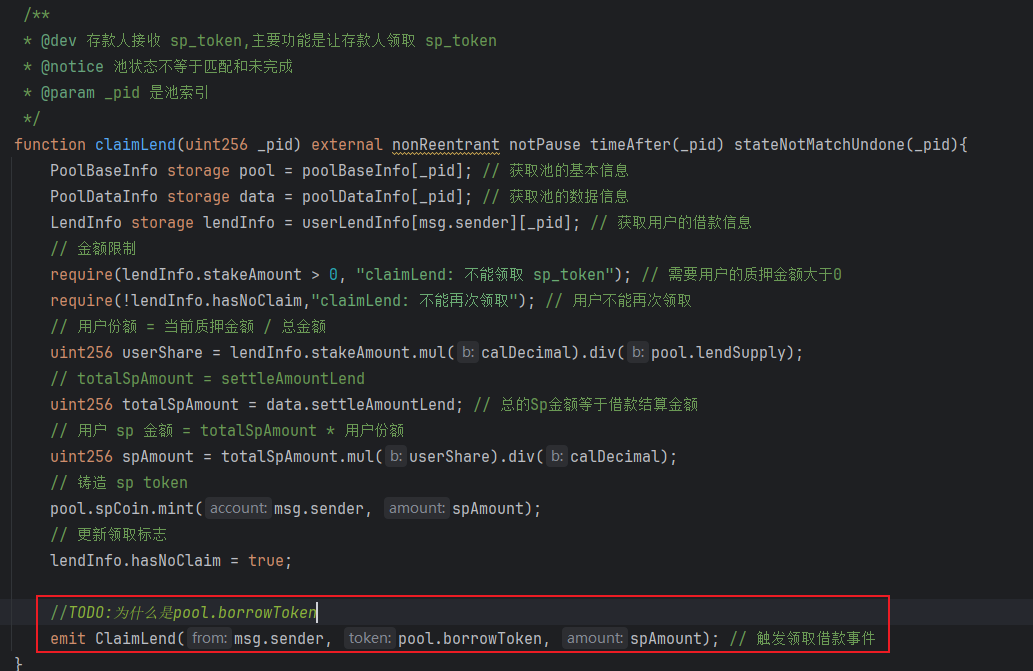 /**
* @dev 存款人接收 sp_token,主要功能是让存款人领取 sp_token
* @notice 池状态不等于匹配和未完成
* @param _pid 是池索引
*/
function claimLend(uint256 _pid) external nonReentrant notPause timeAfter(_pid) stateNotMatchUndone(_pid){
PoolBaseInfo storage pool = poolBaseInfo[_pid]; // 获取池的基本信息
PoolDataInfo storage data = poolDataInfo[_pid]; // 获取池的数据信息
LendInfo storage lendInfo = userLendInfo[msg.sender][_pid]; // 获取用户的借款信息
// 金额限制
require(lendInfo.stakeAmount > 0, "claimLend: 不能领取 sp_token"); // 需要用户的质押金额大于0
require(!lendInfo.hasNoClaim,"claimLend: 不能再次领取"); // 用户不能再次领取
// 用户份额 = 当前质押金额 / 总金额
uint256 userShare = lendInfo.stakeAmount.mul( b: calDecimal).div( b: pool.lendSupply);
// totalSpAmount = settleAmountLend
uint256 totalSpAmount = data.settleAmountLend; // 总的Sp金额等于借款结算金额
// 用户 sp 金额 = totalSpAmount * 用户份额
uint256 spAmount = totalSpAmount.mul( b: userShare).div( b: calDecimal);
// 铸造 sp token
pool.spCoin.mint( account: msg.sender, amount: spAmount);
// 更新领取标志
lendInfo.hasNoClaim = true;
//TODO:为什么是pool.borrowToken
emit ClaimLend( from: msg.sender, token: pool.borrowToken, amount: spAmount); // 触发领取借款事件
}